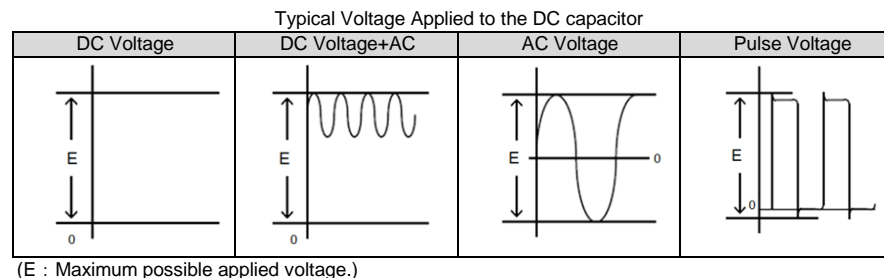 Typical Voltage Applied to the DC capacitor
DC Voltage DC Voltage+AC AC Voltage Pulse Voltage
E E E E
0 0 0 0
(E：Maximum possible applied voltage.)